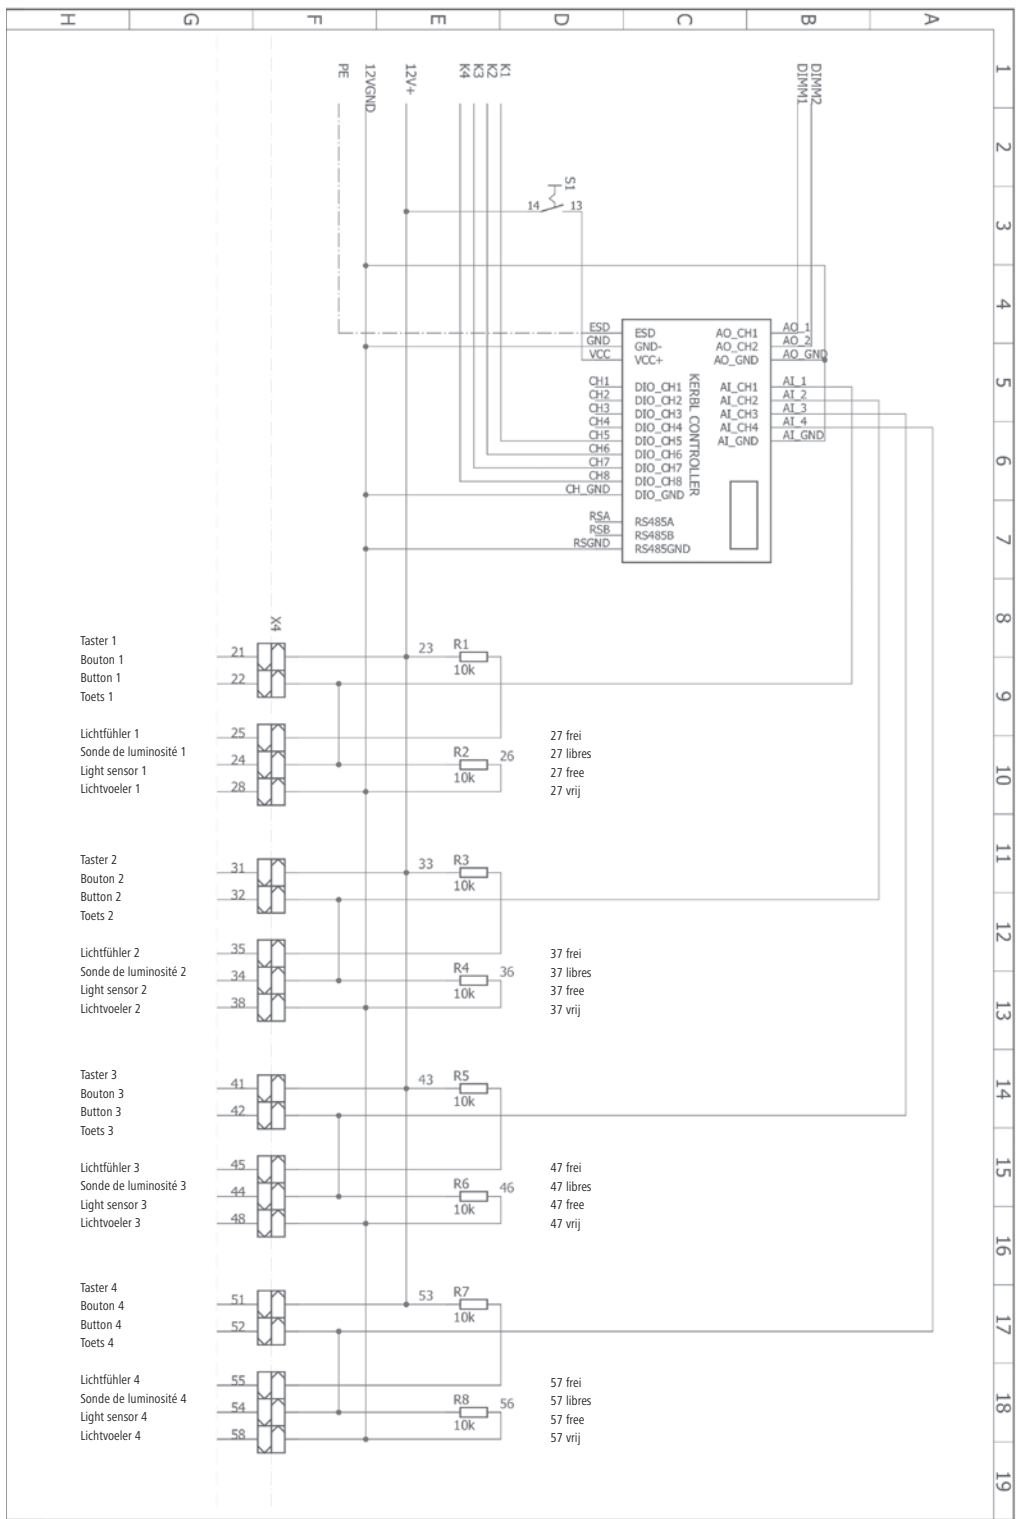 H G F E D C B A
1
2
3
4
5
6
7
8
9
10
11
12
13
14
15
16
17
18
19
PE
12VGND
12V+
K4
K3
K2
K1
DIMM1
DIMM2
S1
14 13
ESD
GND
VCC
CH1
CH2
CH3
CH4
CH5
CH6
CH7
CH8
CH_GND
RSA
RSB
RSGND
ESD
GND-
VCC+
DIO_CH1
DIO_CH2
DIO_CH3
DIO_CH4
DIO_CH5
DIO_CH6
DIO_CH7
DIO_CH8
DIO_GND
RS485A
RS485B
RS485GND
KERBL CONTROLLER
AO_CH1
AO_CH2
AO_GND
AI_CH1
AI_CH2
AI_CH3
AI_CH4
AI_GND
AO_1
AO_2
AO_GND
AI_1
AI_2
AI_3
AI_4
AI_GND
X4
Taster 1
Bouton 1
Button 1
Toets 1
21
22
23
R1
10k
Lichtfühler 1
Sonde de luminosité 1
Light sensor 1
Lichtvoeler 1
25
24
28
R2
10k
26
27 frei
27 libres
27 free
27 vrij
Taster 2
Bouton 2
Button 2
Toets 2
31
32
33
R3
10k
Lichtfühler 2
Sonde de luminosité 2
Light sensor 2
Lichtvoeler 2
35
34
38
R4
10k
36
37 frei
37 libres
37 free
37 vrij
Taster 3
Bouton 3
Button 3
Toets 3
41
42
43
R5
10k
Lichtfühler 3
Sonde de luminosité 3
Light sensor 3
Lichtvoeler 3
45
44
48
R6
10k
46
47 frei
47 libres
47 free
47 vrij
Taster 4
Bouton 4
Button 4
Toets 4
51
52
53
R7
10k
Lichtfühler 4
Sonde de luminosité 4
Light sensor 4
Lichtvoeler 4
55
54
58
R8
10k
56
57 frei
57 libres
57 free
57 vrij